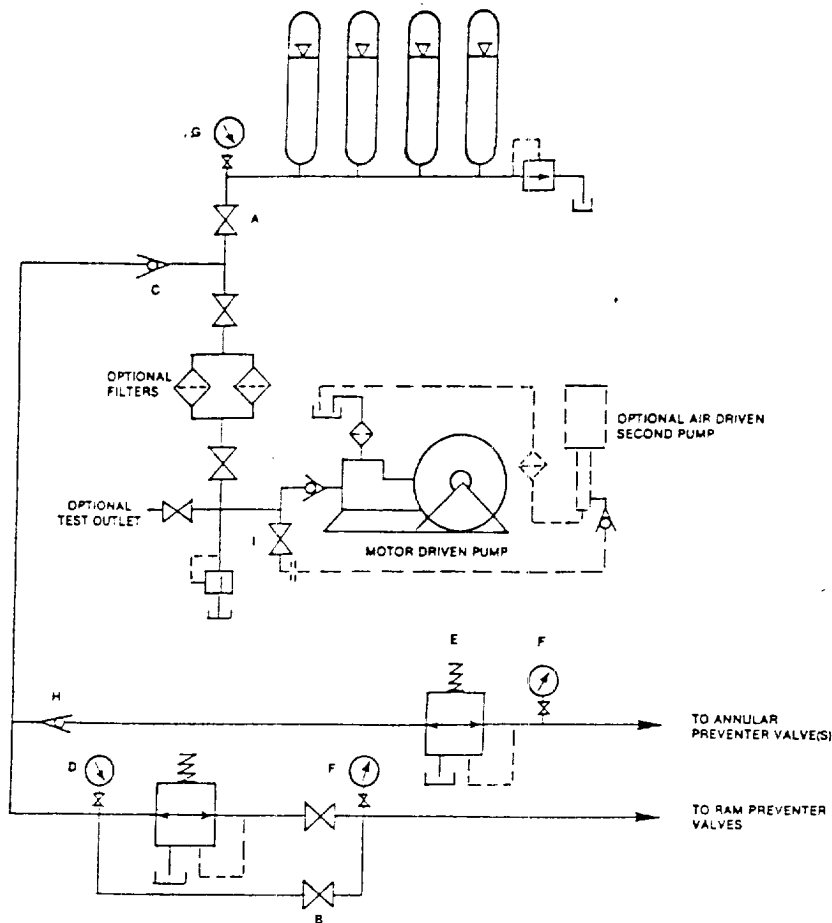 G
A
C
OPTIONAL
FILTERS
OPTIONAL AIR DRIVEN
SECOND PUMP
OPTIONAL
TEST OUTLET
I
MOTOR DRIVEN PUMP
E
F
H
TO ANNULAR
PREVENTER VALVE(S)
D
F
TO RAM PREVENTER
VALVES
B